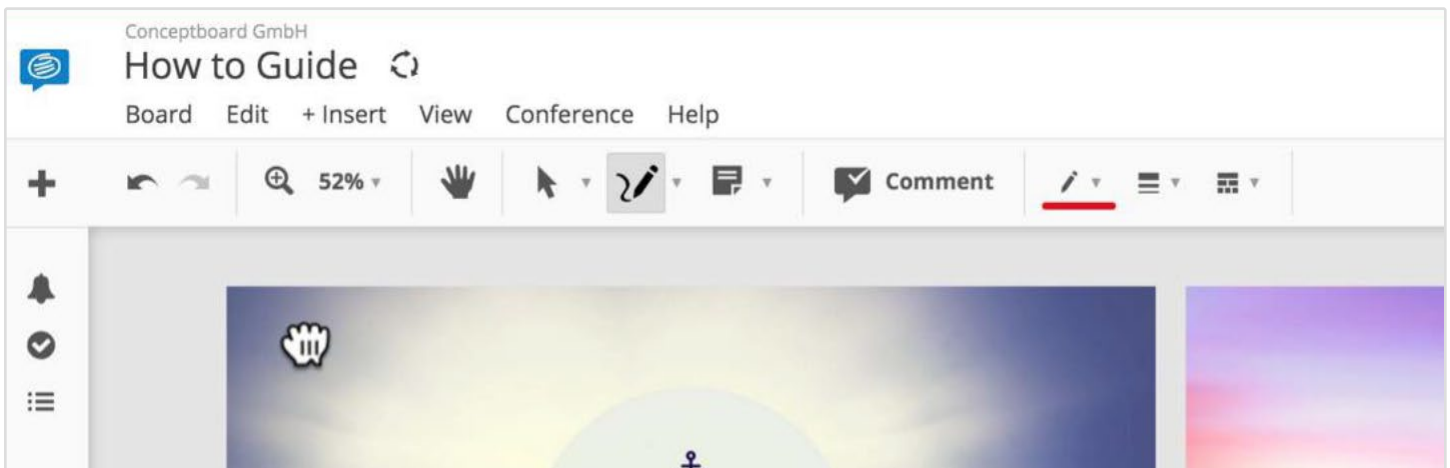 Conceptboard GmbH
How to Guide
Board Edit + Insert View Conference Help
52% Comment